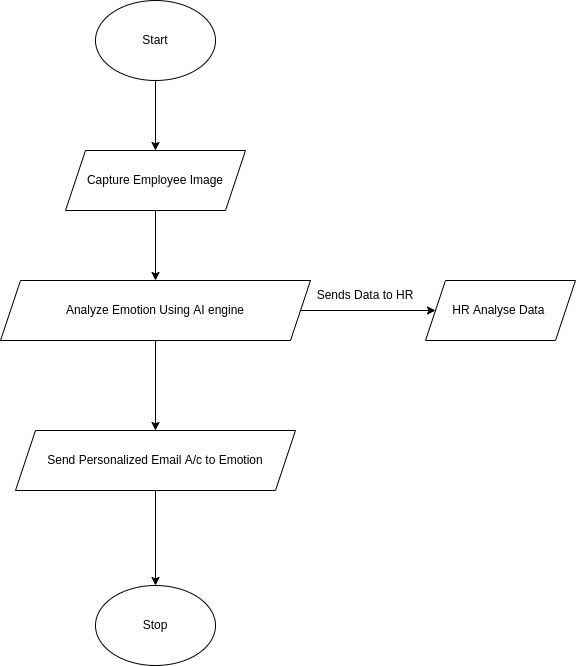 Start
Capture Employee Image
Analyze Emotion Using AI engine
Sends Data to HR
HR Analyse Data
Send Personalized Email A/c to Emotion
Stop